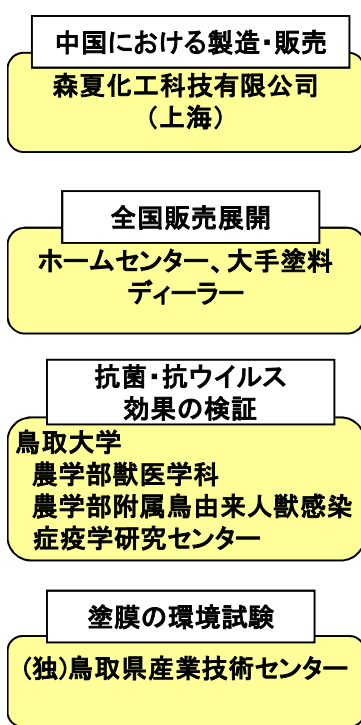 中国における製造・販売
森夏化工科技有限公司
（上海）
全国販売展開
ホームセンター、大手塗料
ディーラー
抗菌・抗ウイルス
効果の検証
鳥取大学
農学部獣医学科
農学部附属鳥由来人獣感染
症疫学研究センター
塗膜の環境試験
(独)鳥取県産業技術センター